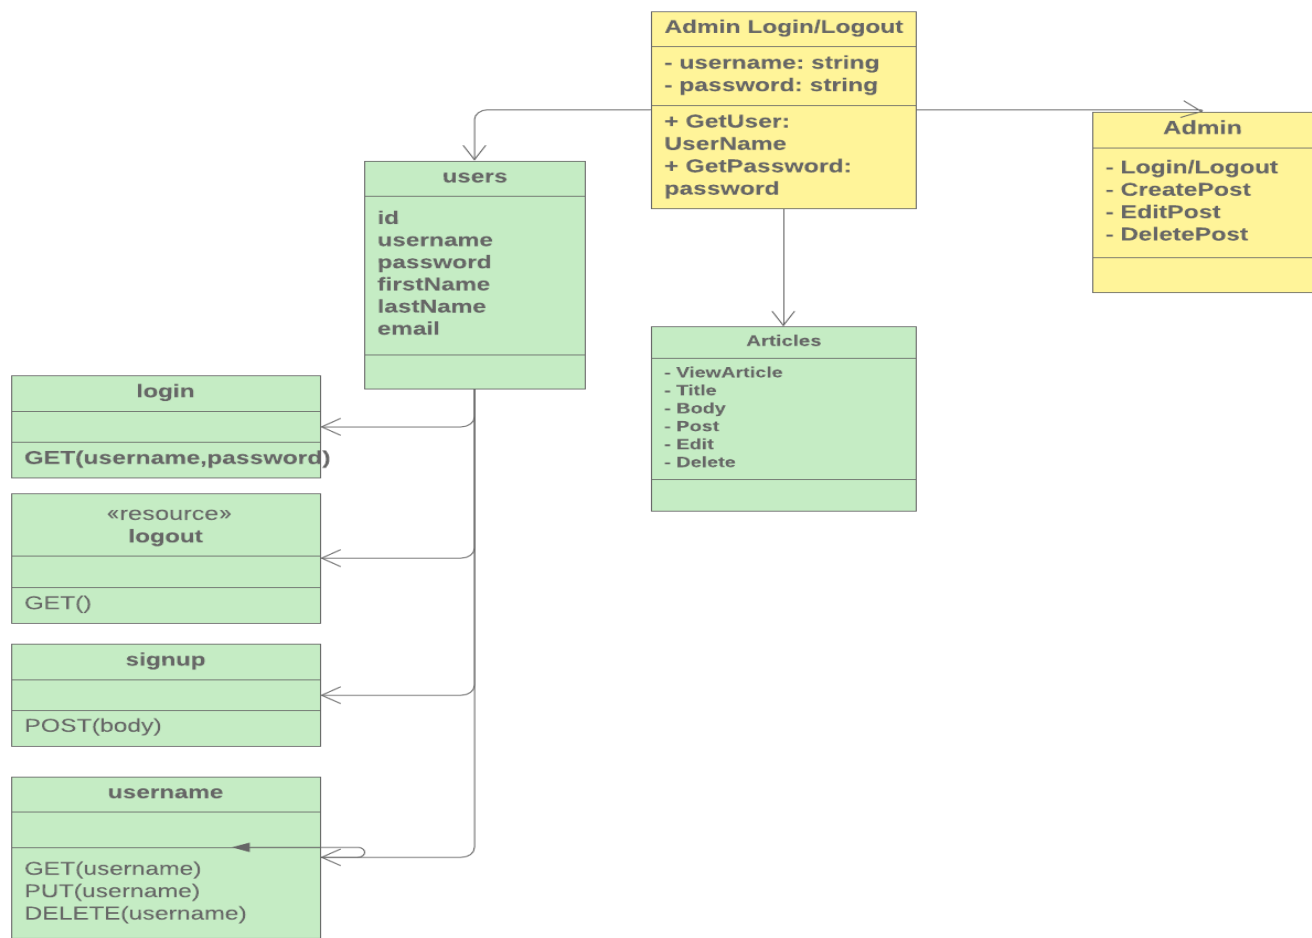 Admin Login/Logout
- username: string
- password: string
+ GetUser:
UserName
+ GetPassword:
password
Admin
- Login/Logout
- CreatePost
- EditPost
- DeletePost
users
id
username
password
firstName
lastName
email
Articles
- ViewArticle
- Title
- Body
- Post
- Edit
- Delete
login
GET(username,password)
«resource»
logout
GET()
signup
POST(body)
username
GET(username)
PUT(username)
DELETE(username)